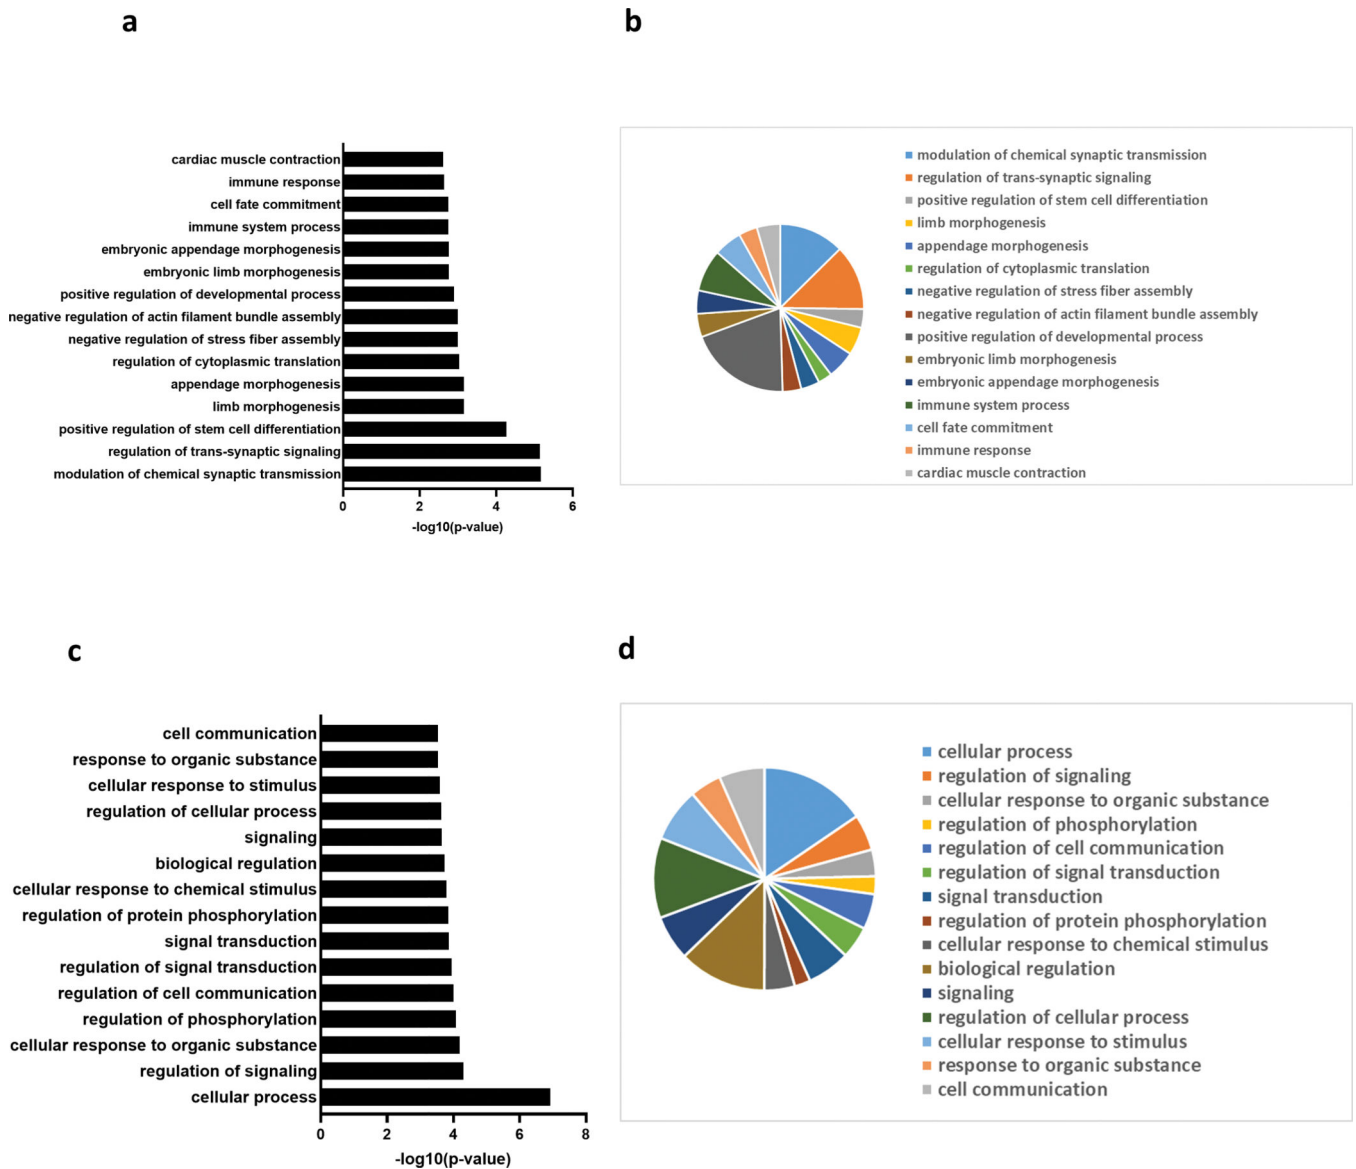 a
cardiac muscle contraction
immune response
cell fate commitment
immune system process
embryonic appendage morphogenesis
embryonic limb morphogenesis
positive regulation of developmental process
negative regulation of actin filament bundle assembly
negative regulation of stress fiber assembly
regulation of cytoplasmic translation
appendage morphogenesis
limb morphogenesis
positive regulation of stem cell differentiation
regulation of trans-synaptic signaling
modulation of chemical synaptic transmission
0 2 4 6
-log10(p-value)
b
modulation of chemical synaptic transmission
regulation of trans-synaptic signaling
positive regulation of stem cell differentiation
limb morphogenesis
appendage morphogenesis
regulation of cytoplasmic translation
negative regulation of stress fiber assembly
negative regulation of actin filament bundle assembly
positive regulation of developmental process
embryonic limb morphogenesis
embryonic appendage morphogenesis
immune system process
cell fate commitment
immune response
cardiac muscle contraction
c
cell communication
response to organic substance
cellular response to stimulus
regulation of cellular process
signaling
biological regulation
cellular response to chemical stimulus
regulation of protein phosphorylation
signal transduction
regulation of signal transduction
regulation of cell communication
regulation of phosphorylation
cellular response to organic substance
regulation of signaling
cellular process
0 2 4 6 8
-log10(p-value)
d
cellular process
regulation of signaling
cellular response to organic substance
regulation of phosphorylation
regulation of cell communication
regulation of signal transduction
signal transduction
regulation of protein phosphorylation
cellular response to chemical stimulus
biological regulation
signaling
regulation of cellular process
cellular response to stimulus
response to organic substance
cell communication